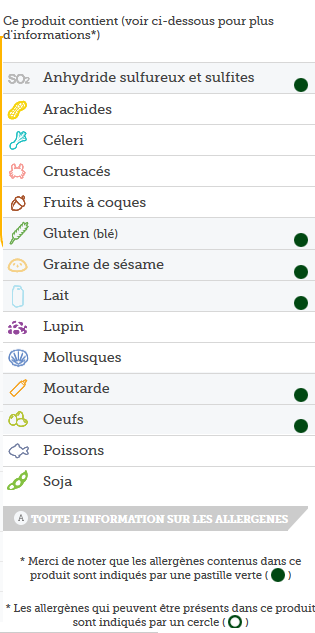 Ce produit contient (voir ci-dessous pour plus
d'informations*)
SO2 Anhydride sulfureux et sulfites
Arachides
Céleri
Crustacés
Fruits à coques
Gluten (blé)
Graine de sésame
Lait
Lupin
Mollusques
Moutarde
Oeufs
Poissons
Soja
A TOUTE L'INFORMATION SUR LES ALLERGENES
* Merci de noter que les allergènes contenus dans ce
produit sont indiqués par une pastille verte ( )
* Les allergènes qui peuvent être présents dans ce produit
sont indiqués par un cercle ( )